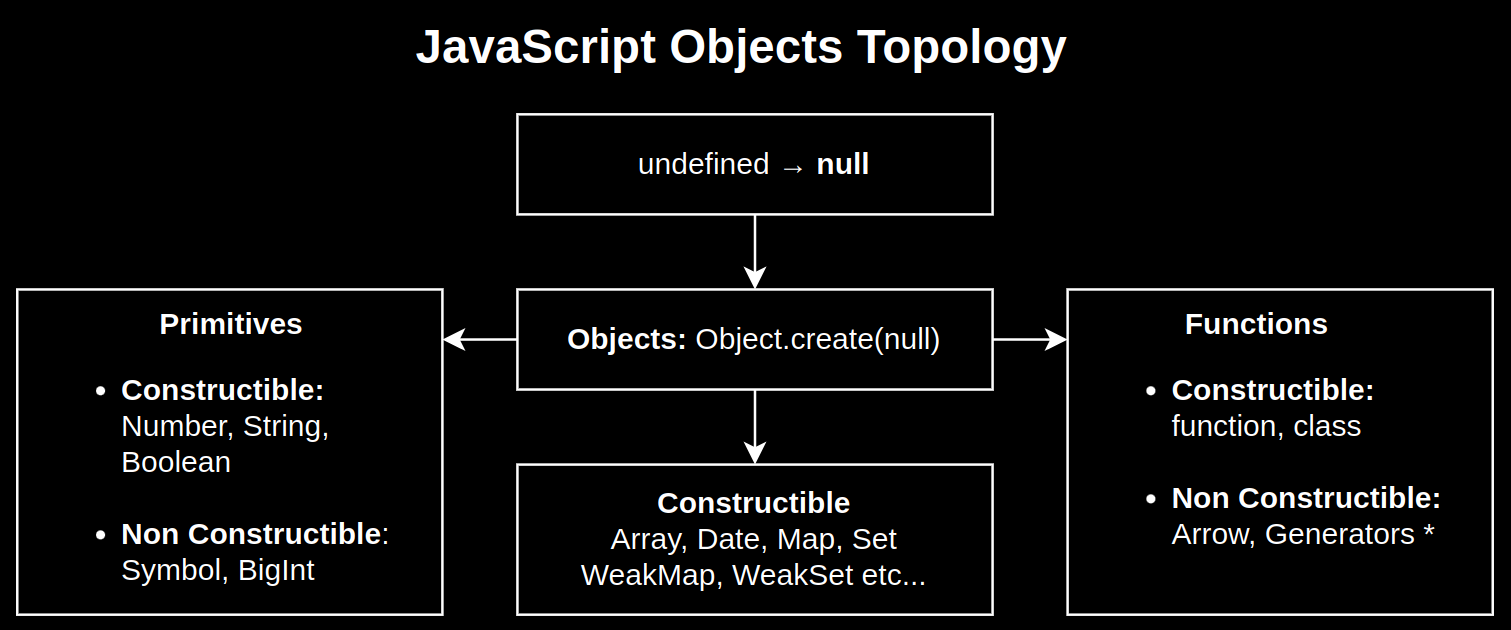 JavaScript Objects Topology
undefined → null
Primitives
• Constructible:
Number, String,
Boolean
• Non Constructible:
Symbol, BigInt
Objects: Object.create(null)
Constructible
Array, Date, Map, Set
WeakMap, WeakSet etc...
Functions
• Constructible:
function, class
• Non Constructible:
Arrow, Generators *